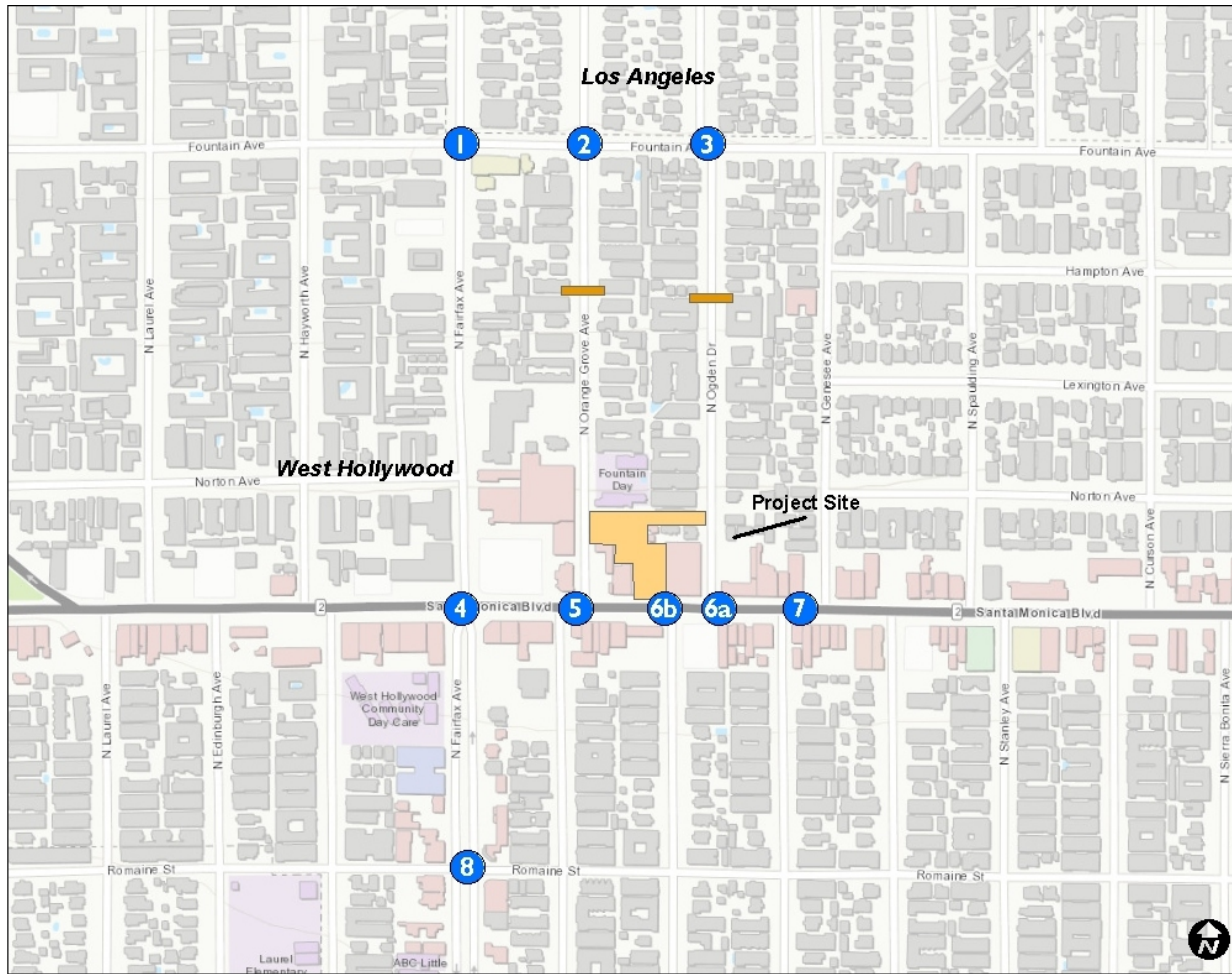 Los Angeles
1
2
3
Fountain Ave
Fountain A
Fountain Ave
Hampton Ave
N Laurel Ave
N Hayworth Ave
N Fairfax Ave
N Orange Grove Ave
N Ogden Dr
N Genesee Ave
N Spaulding Ave
Lexington Ave
West Hollywood
Norton Ave
Fountain
Day
Project Site
Norton Ave
N Curson Ave
2
4
5
6b
6a
7
Santa Monica Blvd
2
Santa Monica Blvd
N Laurel Ave
N Edinburgh Ave
West Hollywood
Community
Day Care
N Fairfax Ave
N Stanley Ave
N Sierra Bonita Ave
8
Romaine St
Romaine St
Romaine St
Laurel
Elementary
ABC Little
N